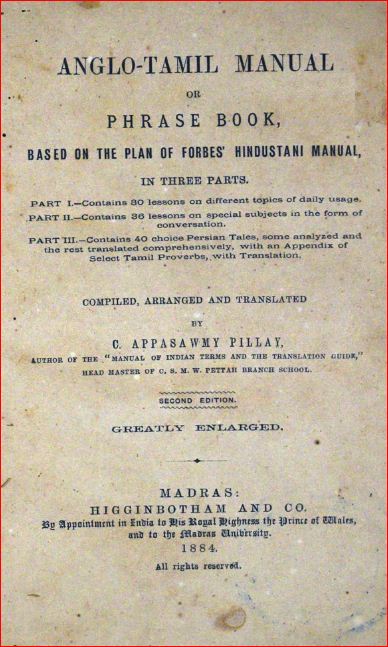 ANGLO-TAMIL MANUAL
OR
PHRASE BOOK,
BASED ON THE PLAN OF FORBES' HINDUSTANI MANUAL,
IN THREE PARTS.
PART I.—Contains 30 lessons on different topics of daily usage.
PART II.—Contains 36 lessons on special subjects in the form of
conversation.
PART III.—Contains 40 choice Persian Tales, some analyzed and
the rest translated comprehensively, with an Appendix of
Select Tamil Proverbs, with Translation.
COMPILED, ARRANGED AND TRANSLATED
BY
C. APPASAWMY PILLAY,
AUTHOR OF THE "MANUAL OF INDIAN TERMS AND THE TRANSLATION GUIDE,"
HEAD MASTER OF C. S. M. W. PETTAH BRANCH SCHOOL.
SECOND EDITION.
GREATLY ENLARGED.
MADRAS:
HIGGINBOTHAM AND CO.
By Appointment in India to His Royal Highness the Prince of Wales,
and to the Madras University.
1884.
All rights reserved.